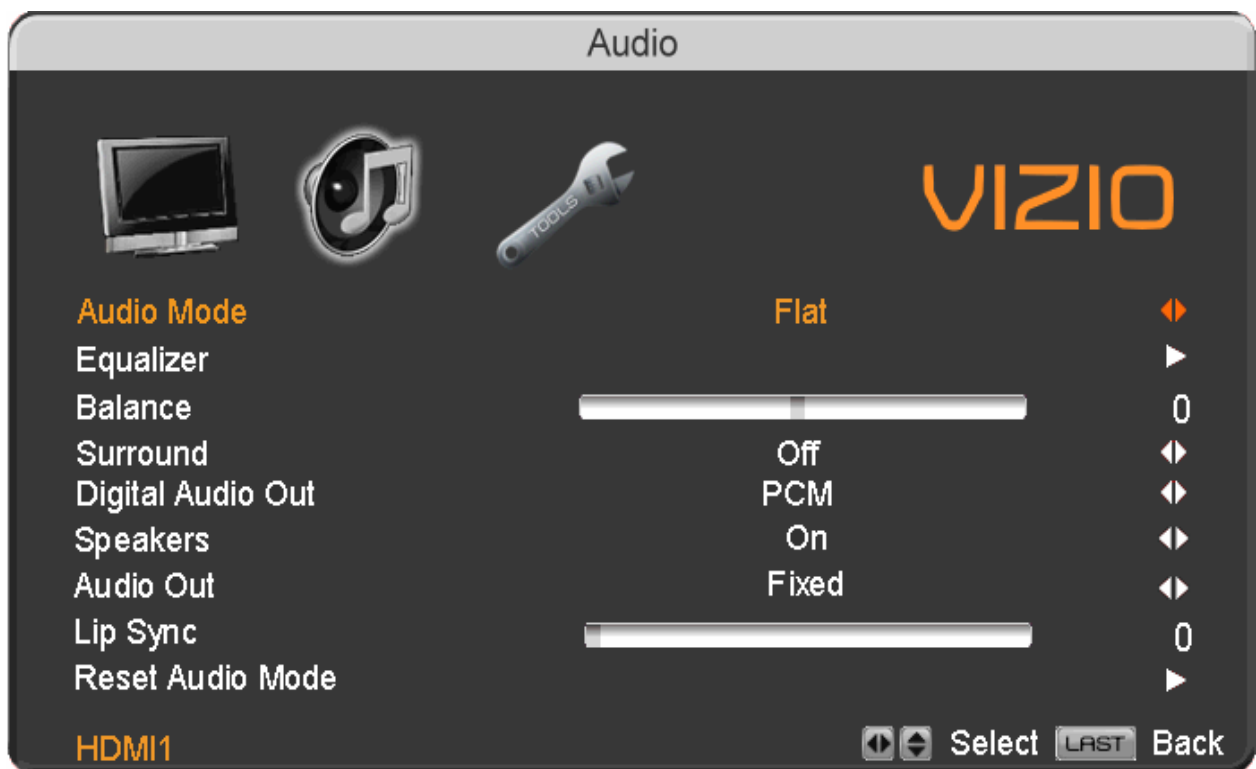 Audio
TOOLS
VIZIO
Audio Mode Flat
Equalizer
Balance 0
Surround Off
Digital Audio Out PCM
Speakers On
Audio Out Fixed
Lip Sync 0
Reset Audio Mode
HDMI1 Select LAST Back